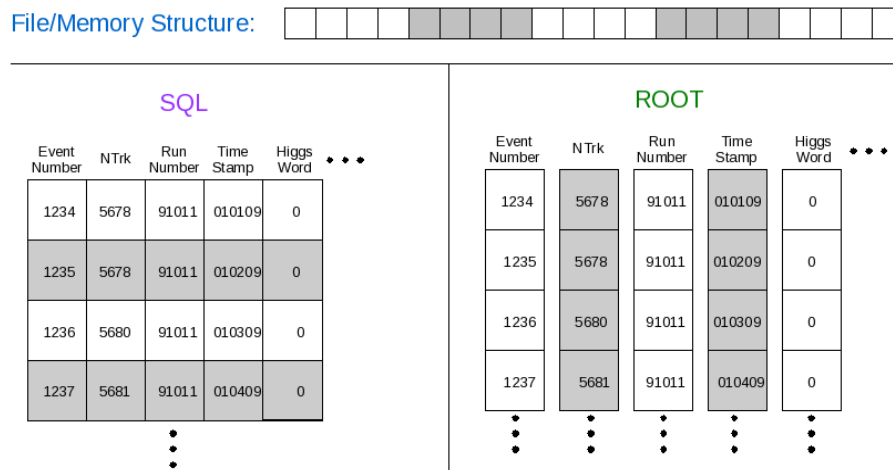 File/Memory Structure:
SQL
Event Number NTrk Run Number Time Stamp Higgs Word
1234 5678 91011 010109 0
1235 5678 91011 010209 0
1236 5680 91011 010309 0
1237 5681 91011 010409 0
ROOT
Event Number NTrk Run Number Time Stamp Higgs Word
1234 5678 91011 010109 0
1235 5678 91011 010209 0
1236 5680 91011 010309 0
1237 5681 91011 010409 0